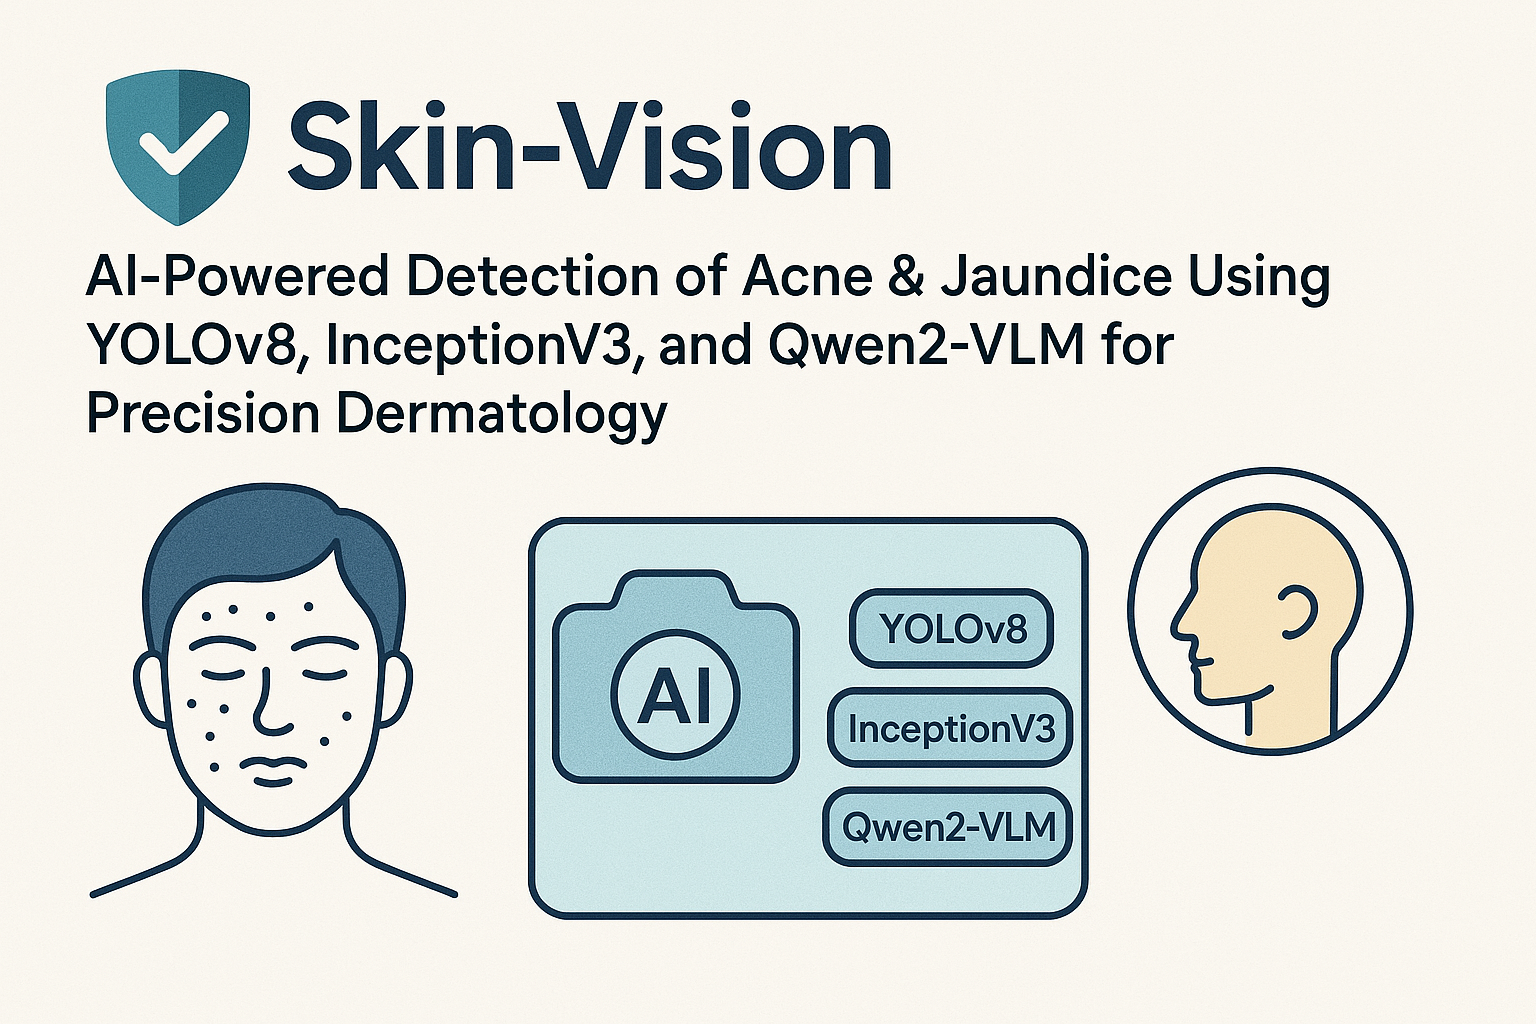 Skin-Vision
AI-Powered Detection of Acne & Jaundice Using
YOLOv8, InceptionV3, and Qwen2-VLM for
Precision Dermatology
AI
YOLOv8
InceptionV3
Qwen2-VLM